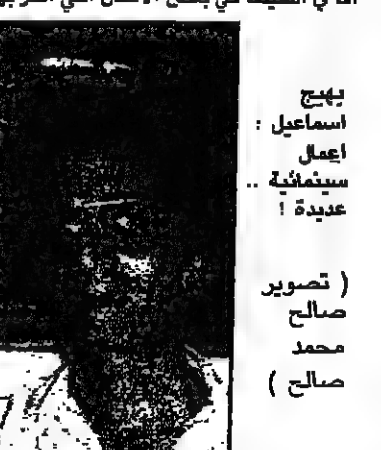 بهيج
اسماعيل :
اعمال
سينمائية ..
عديدة !
( تصوير
صالح
محمد
صالح )